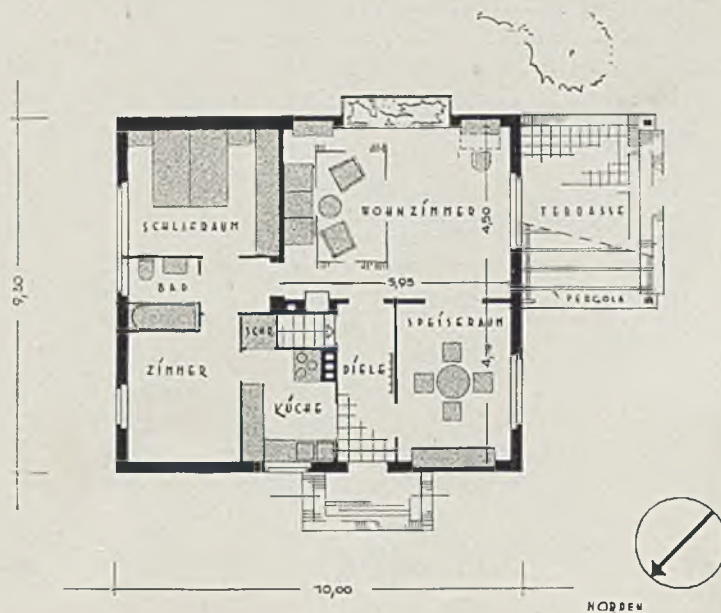 SCHLAFRAUM
WOHNZIMMER
4,50
TERRASSE
BAD
9,30
5,95
PERGOLA
SPEISERAUM
SCHR.
ZIMMER
DIELE
KÜCHE
10,00
NORDEN